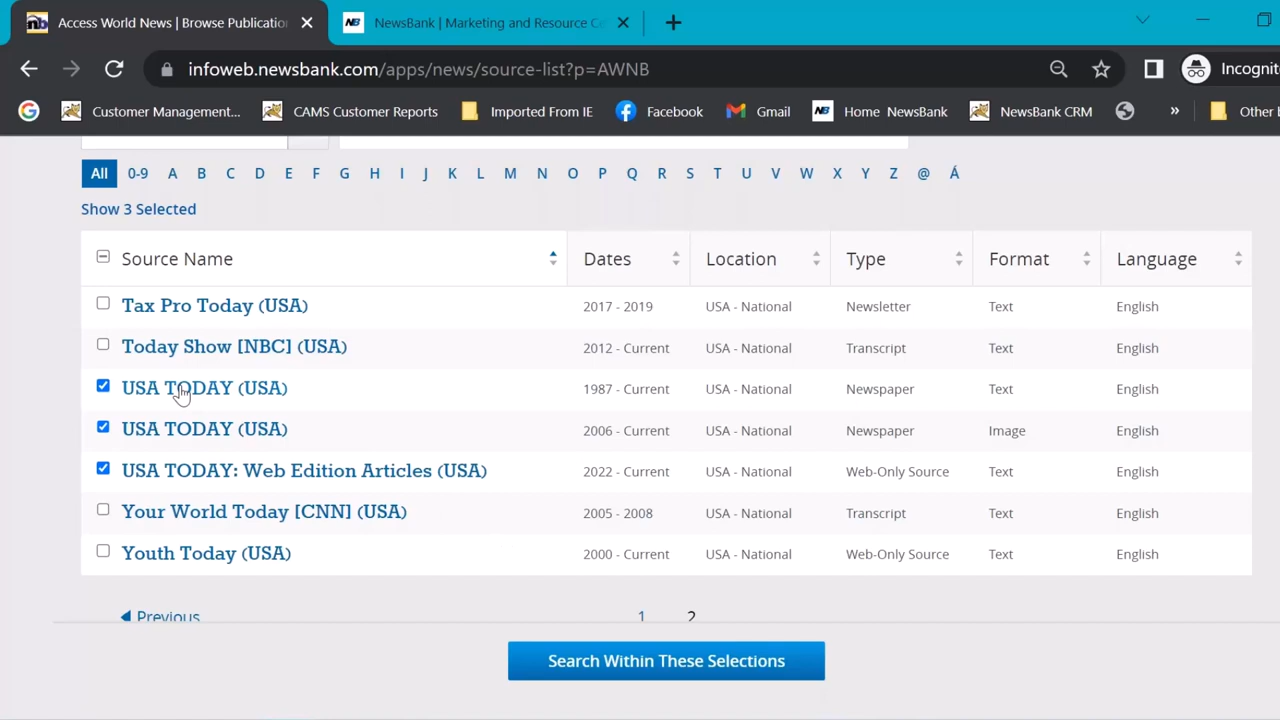 Access World News | Browse Publicatio
NewsBank | Marketing and Resource Ce
infoweb.newsbank.com/apps/news/source-list?p=AWNB
Incognit
Customer Management...
CAMS Customer Reports
Imported From IE
Facebook
Gmail
Home NewsBank
NewsBank CRM
»
Other
All 0-9 A B C D E F G H I J K L M N O P Q R S T U V W X Y Z @ Á
Show 3 Selected
Source Name Dates Location Type Format Language
Tax Pro Today (USA) 2017 - 2019 USA - National Newsletter Text English
Today Show [NBC] (USA) 2012 - Current USA - National Transcript Text English
USA TODAY (USA) 1987 - Current USA - National Newspaper Text English
USA TODAY (USA) 2006 - Current USA - National Newspaper Image English
USA TODAY: Web Edition Articles (USA) 2022 - Current USA - National Web-Only Source Text English
Your World Today [CNN] (USA) 2005 - 2008 USA - National Transcript Text English
Youth Today (USA) 2000 - Current USA - National Web-Only Source Text English
Previous 1 2
Search Within These Selections